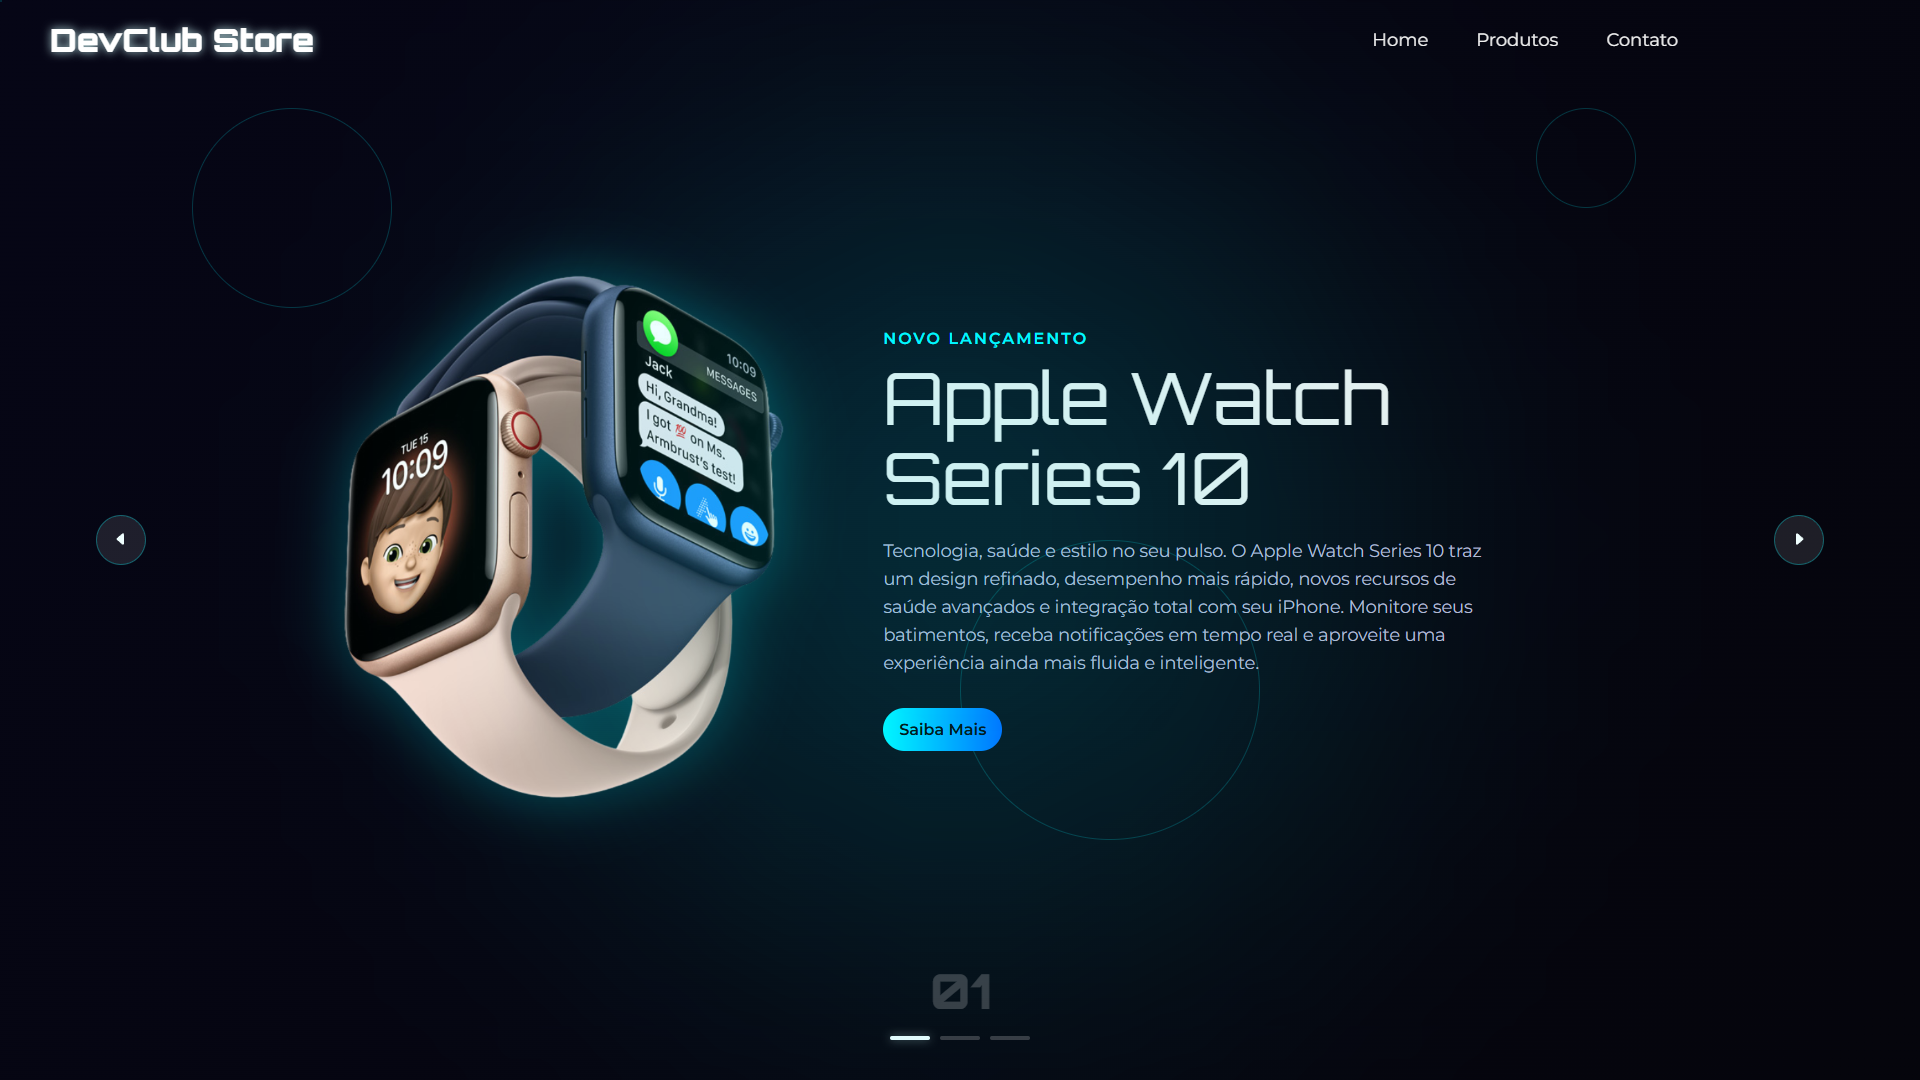 DevClub Store
Home
Produtos
Contato
TUE 15
10:09
10:09
MESSAGES
Jack
Hi, Grandma!
I got 💯 on Ms.
Armbrust's test!
NOVO LANÇAMENTO
Apple Watch
Series 10
Tecnologia, saúde e estilo no seu pulso. O Apple Watch Series 10 traz
um design refinado, desempenho mais rápido, novos recursos de
saúde avançados e integração total com seu iPhone. Monitore seus
batimentos, receba notificações em tempo real e aproveite uma
experiência ainda mais fluida e inteligente.
Saiba Mais
01